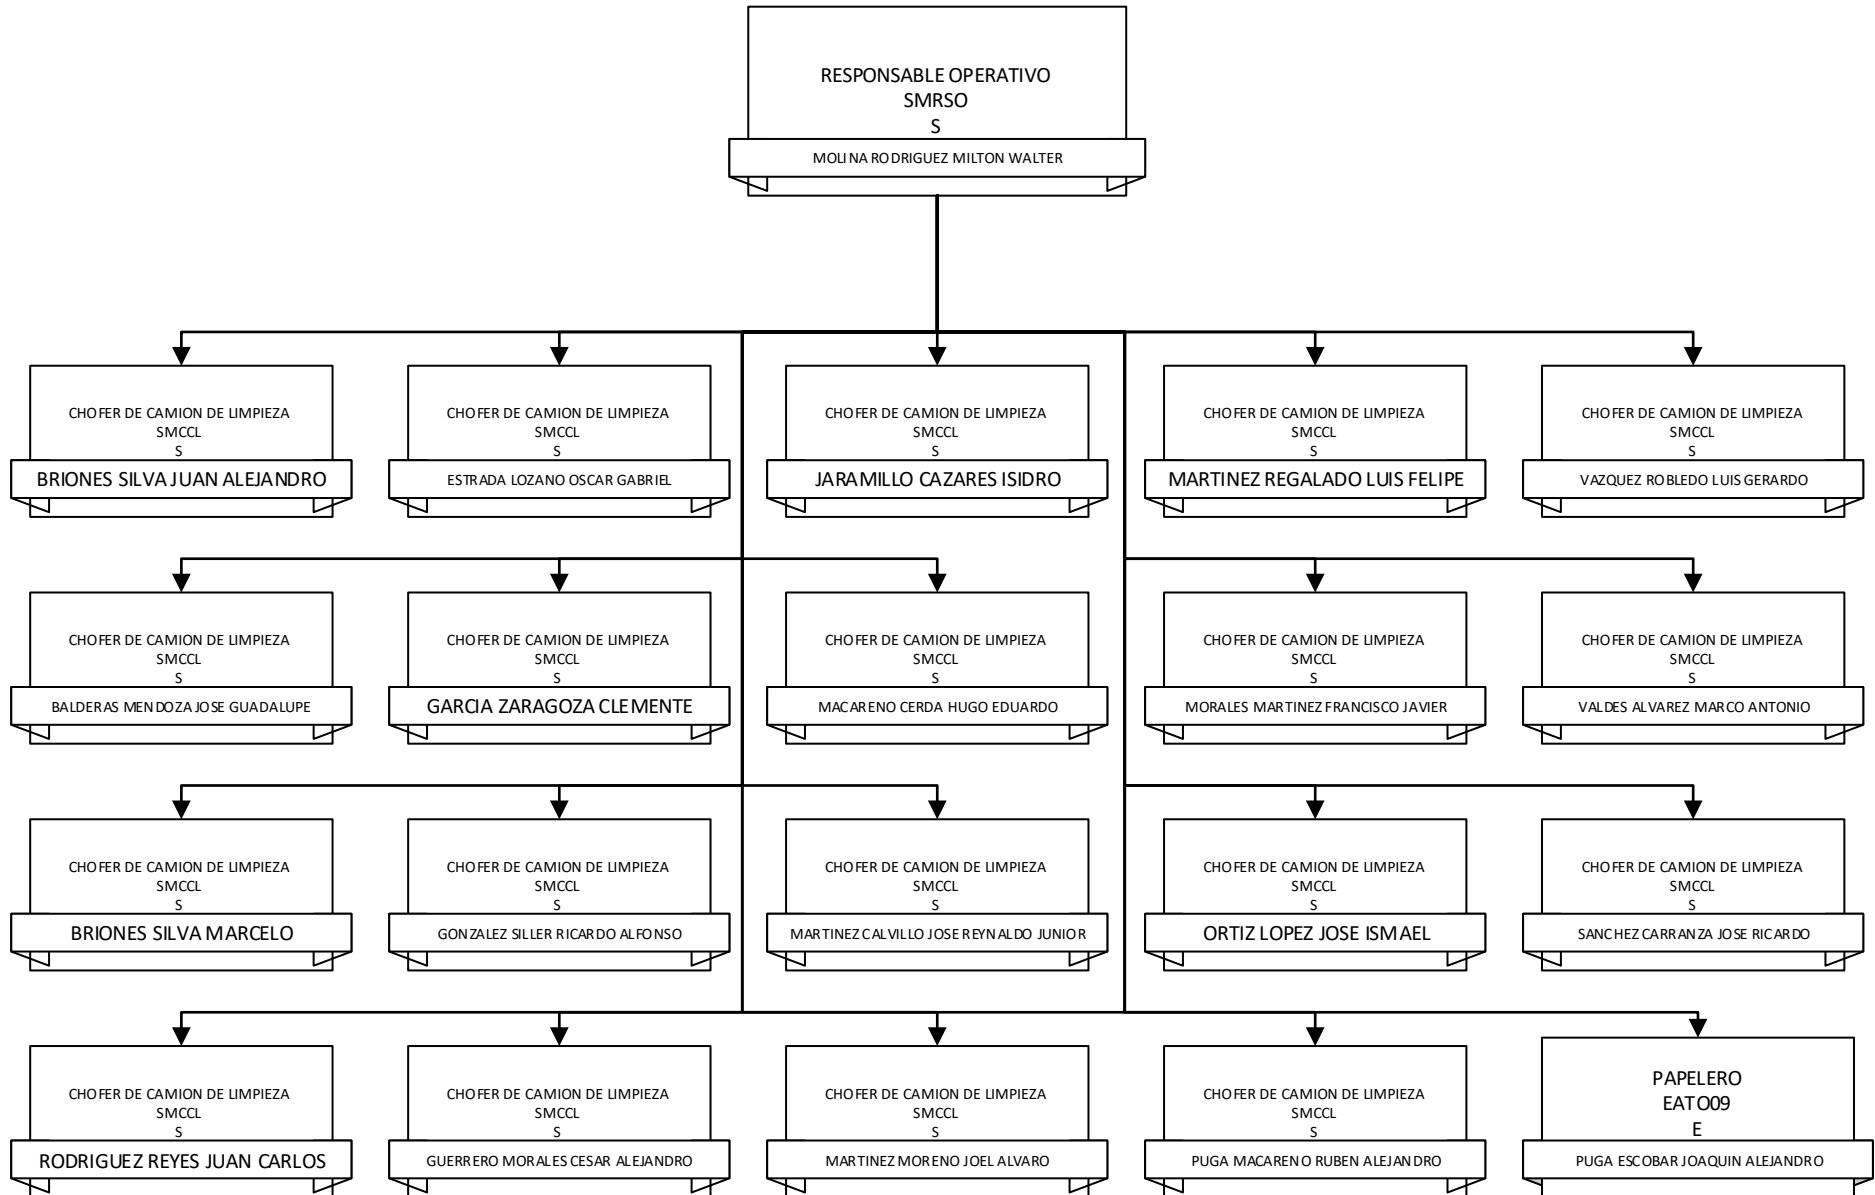 RESPONSABLE OPERATIVO
SMRSO
S
MOLINA RODRIGUEZ MILTON WALTER
CHOFER DE CAMION DE LIMPIEZA
SMCCL
S
BRIONES SILVA JUAN ALEJANDRO
CHOFER DE CAMION DE LIMPIEZA
SMCCL
S
ESTRADA LOZANO OSCAR GABRIEL
CHOFER DE CAMION DE LIMPIEZA
SMCCL
S
JARAMILLO CAZARES ISIDRO
CHOFER DE CAMION DE LIMPIEZA
SMCCL
S
MARTINEZ REGALADO LUIS FELIPE
CHOFER DE CAMION DE LIMPIEZA
SMCCL
S
VAZQUEZ ROBLEDO LUIS GERARDO
CHOFER DE CAMION DE LIMPIEZA
SMCCL
S
BALDERAS MENDOZA JOSE GUADALUPE
CHOFER DE CAMION DE LIMPIEZA
SMCCL
S
GARCIA ZARAGOZA CLEMENTE
CHOFER DE CAMION DE LIMPIEZA
SMCCL
S
MACARENO CERDA HUGO EDUARDO
CHOFER DE CAMION DE LIMPIEZA
SMCCL
S
MORALES MARTINEZ FRANCISCO JAVIER
CHOFER DE CAMION DE LIMPIEZA
SMCCL
S
VALDES ALVAREZ MARCO ANTONIO
CHOFER DE CAMION DE LIMPIEZA
SMCCL
S
BRIONES SILVA MARCELO
CHOFER DE CAMION DE LIMPIEZA
SMCCL
S
GONZALEZ SILLER RICARDO ALFONSO
CHOFER DE CAMION DE LIMPIEZA
SMCCL
S
MARTINEZ CALVILLO JOSE REYNALDO JUNIOR
CHOFER DE CAMION DE LIMPIEZA
SMCCL
S
ORTIZ LOPEZ JOSE ISMAEL
CHOFER DE CAMION DE LIMPIEZA
SMCCL
S
SANCHEZ CARRANZA JOSE RICARDO
CHOFER DE CAMION DE LIMPIEZA
SMCCL
S
RODRIGUEZ REYES JUAN CARLOS
CHOFER DE CAMION DE LIMPIEZA
SMCCL
S
GUERRERO MORALES CESAR ALEJANDRO
CHOFER DE CAMION DE LIMPIEZA
SMCCL
S
MARTINEZ MORENO JOEL ALVARO
CHOFER DE CAMION DE LIMPIEZA
SMCCL
S
PUGA MACARENO RUBEN ALEJANDRO
PAPELERO
EATO09
E
PUGA ESCOBAR JOAQUIN ALEJANDRO